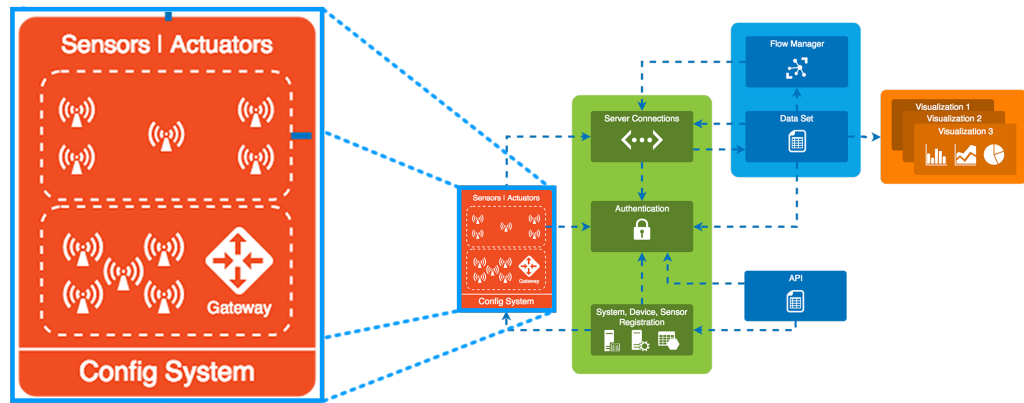 Sensors | Actuators
Gateway
Config System
Sensors | Actuators
Gateway
Config System
Server Connections
Authentication
System, Device, Sensor
Registration
Flow Manager
Data Set
API
Visualization 1
Visualization 2
Visualization 3